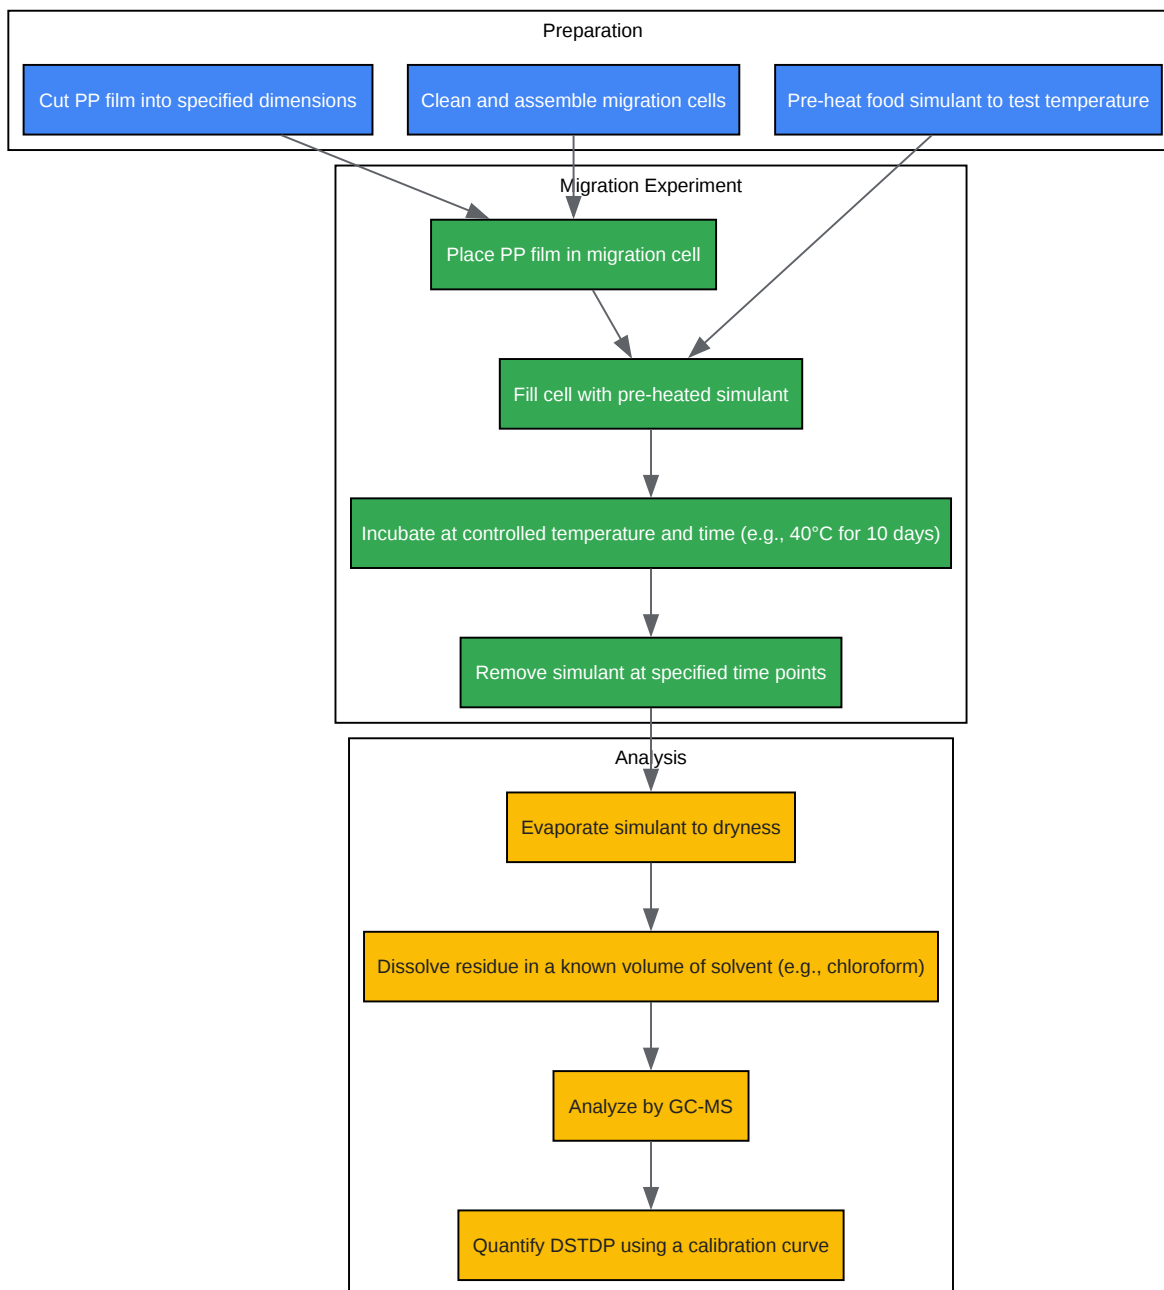 Preparation
Cut PP film into specified dimensions
Clean and assemble migration cells
Pre-heat food simulant to test temperature
Migration Experiment
Place PP film in migration cell
Fill cell with pre-heated simulant
Incubate at controlled temperature and time (e.g., 40°C for 10 days)
Remove simulant at specified time points
Analysis
Evaporate simulant to dryness
Dissolve residue in a known volume of solvent (e.g., chloroform)
Analyze by GC-MS
Quantify DSTDP using a calibration curve